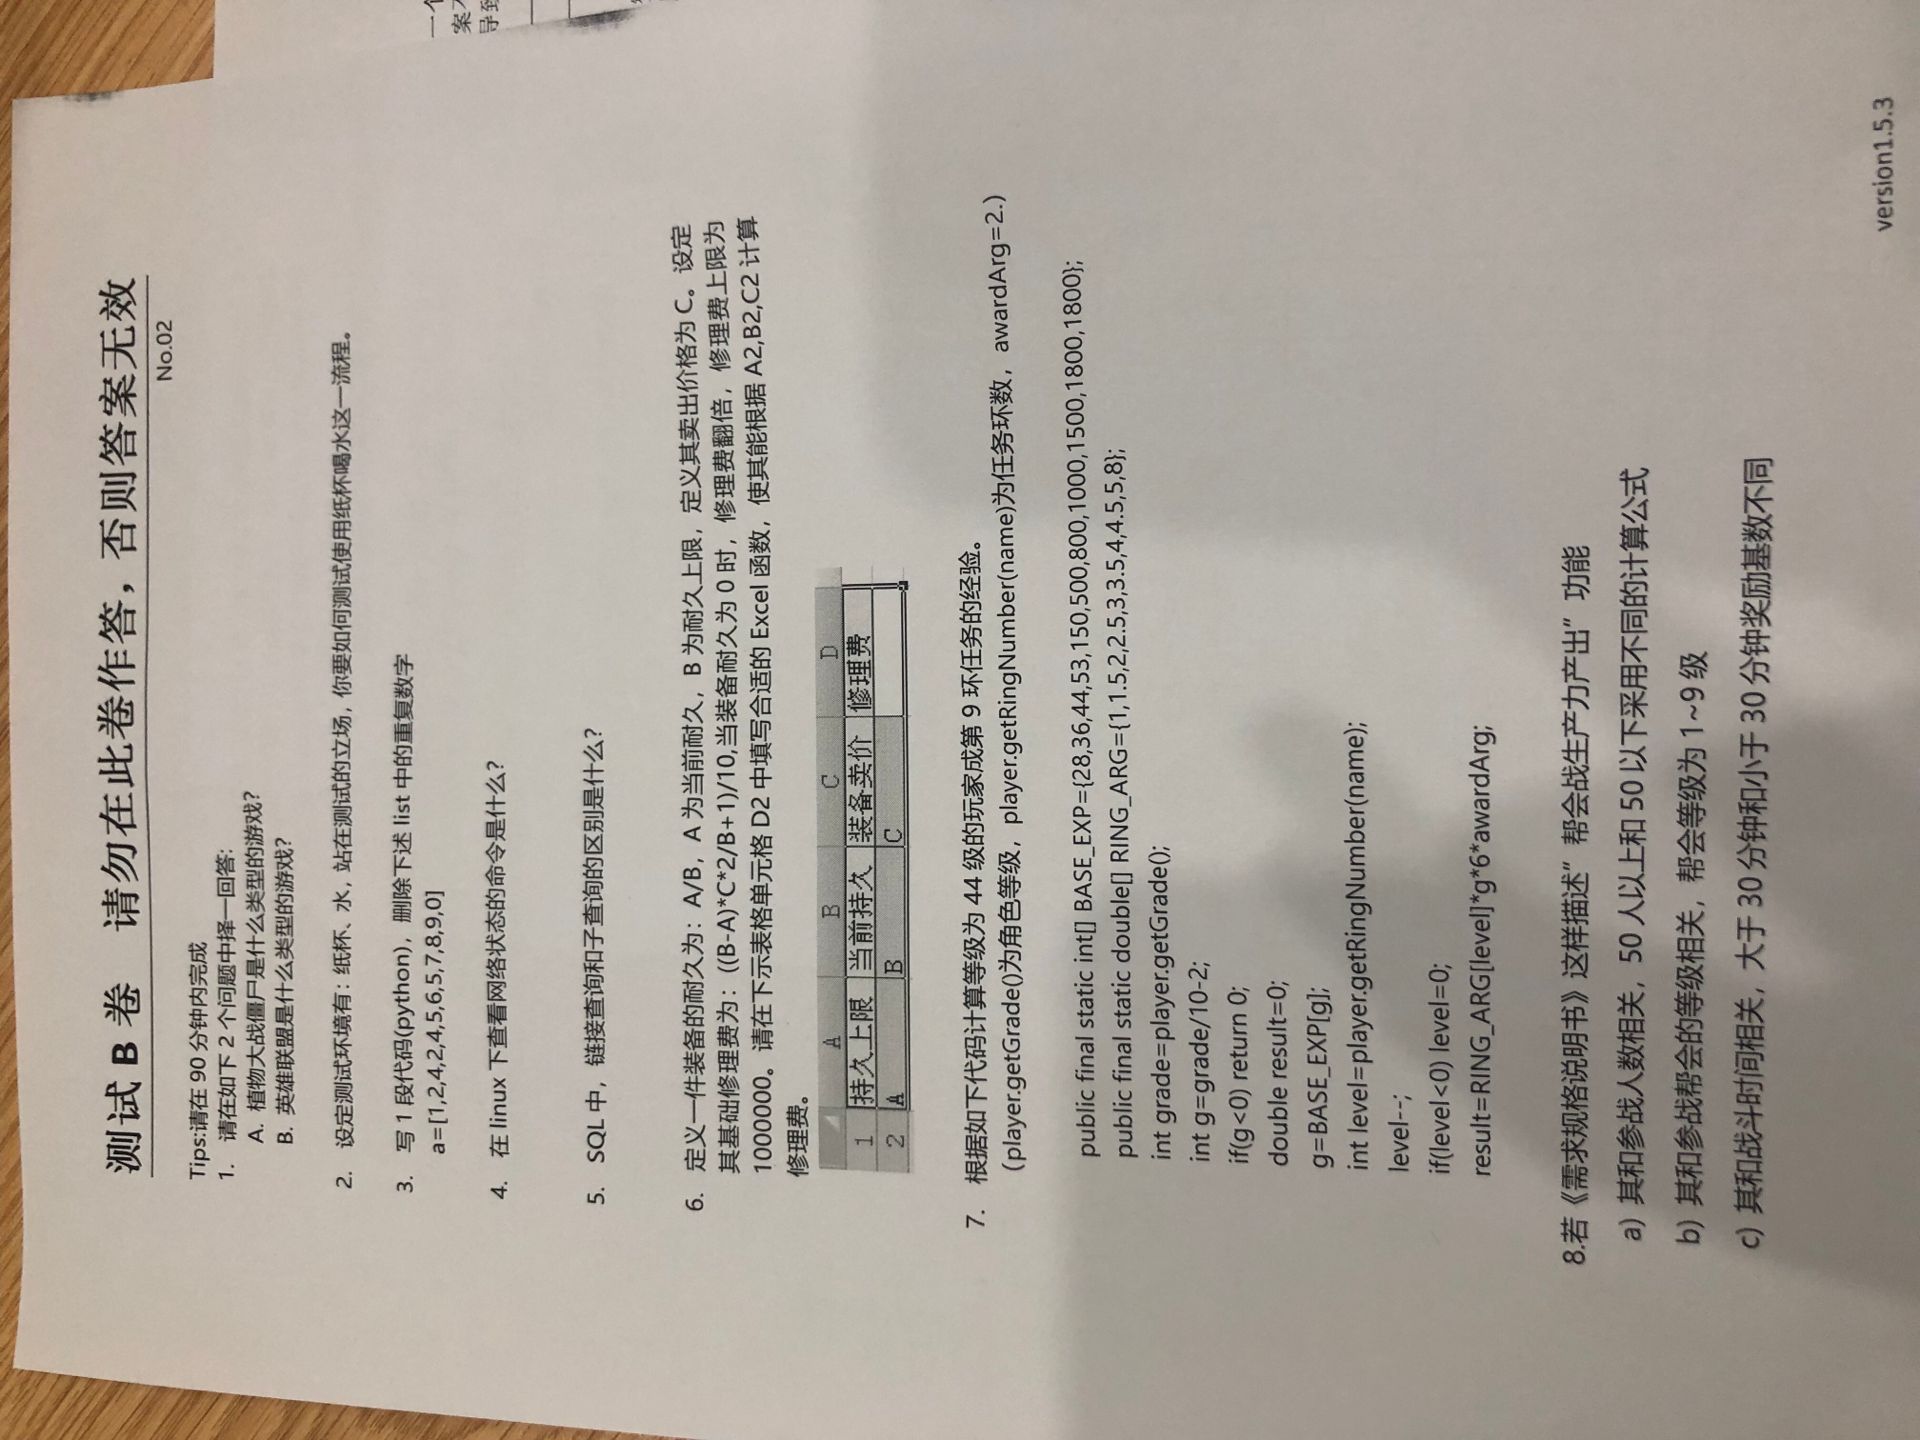 测试 B 卷 请勿在此卷作答，否则答案无效
No.02
Tips:请在 90 分钟内完成
1. 请在如下 2 个问题中择一回答:
A. 植物大战僵尸是什么类型的游戏?
B. 英雄联盟是什么类型的游戏?
2. 设定测试环境有：纸杯、水，站在测试的立场，你要如何测试使用纸杯喝水这一流程。
3. 写 1 段代码(python)，删除下述 list 中的重复数字
a=[1,2,4,2,4,5,6,5,7,8,9,0]
4. 在 linux 下查看网络状态的命令是什么?
5. SQL 中，链接查询和子查询的区别是什么?
6. 定义一件装备的耐久为：A/B，A 为当前耐久，B 为耐久上限，定义其卖出价格为 C。设定
其基础修理费为：((B-A)*C*2/B+1)/10,当装备耐久为 0 时，修理费翻倍，修理费上限为
1000000。请在下示表格单元格 D2 中填写合适的 Excel 函数，使其能根据 A2,B2,C2 计算
修理费。
A B C D
1 持久上限 当前持久 装备卖价 修理费
2 A B C
7. 根据如下代码计算等级为 44 级的玩家成第 9 环任务的经验。
（player.getGrade()为角色等级，player.getRingNumber(name)为任务环数，awardArg=2.）
public final static int[] BASE_EXP={28,36,44,53,150,500,800,1000,1500,1800,1800};
public final static double[] RING_ARG={1,1.5,2,2.5,3,3.5,4,4.5,5,8};
int grade=player.getGrade();
int g=grade/10-2;
if(g<0) return 0;
double result=0;
g=BASE_EXP[g];
int level=player.getRingNumber(name);
level--;
if(level<0) level=0;
result=RING_ARG[level]*g*6*awardArg;
8.若《需求规格说明书》这样描述”帮会战生产力产出”功能
a) 其和参战人数相关，50 人以上和 50 以下采用不同的计算公式
b) 其和参战帮会的等级相关，帮会等级为 1~9 级
c) 其和战斗时间相关，大于 30 分钟和小于 30 分钟奖励基数不同
version1.5.3
一个
导致